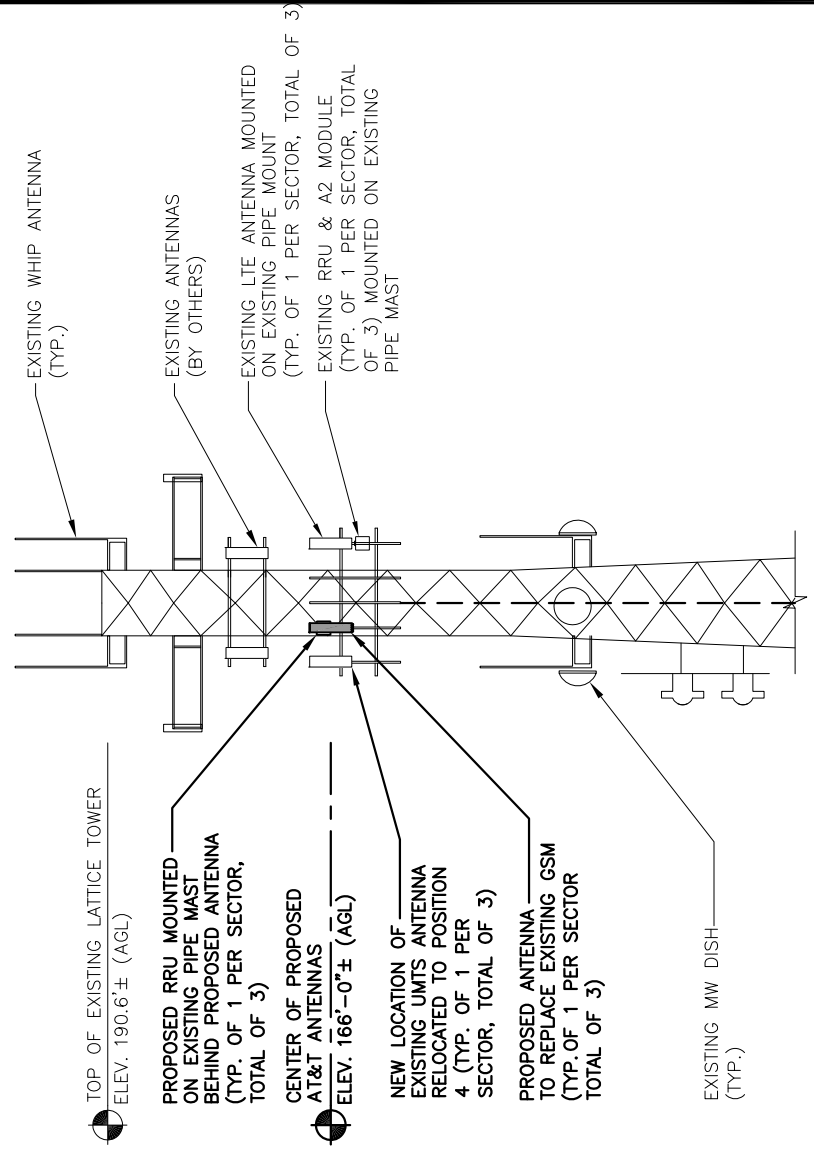 EXISTING WHIP ANTENNA
(TYP.)
EXISTING ANTENNAS
(BY OTHERS)
EXISTING LTE ANTENNA MOUNTED
ON EXISTING PIPE MOUNT
(TYP. OF 1 PER SECTOR, TOTAL OF 3)
EXISTING RRU & A2 MODULE
(TYP. OF 1 PER SECTOR, TOTAL
OF 3) MOUNTED ON EXISTING
PIPE MAST
TOP OF EXISTING LATTICE TOWER
ELEV. 190.6'± (AGL)
PROPOSED RRU MOUNTED
ON EXISTING PIPE MAST
BEHIND PROPOSED ANTENNA
(TYP. OF 1 PER SECTOR,
TOTAL OF 3)
CENTER OF PROPOSED
AT&T ANTENNAS
ELEV. 166'-0"± (AGL)
NEW LOCATION OF
EXISTING UMTS ANTENNA
RELOCATED TO POSITION
4 (TYP. OF 1 PER
SECTOR, TOTAL OF 3)
PROPOSED ANTENNA
TO REPLACE EXISTING GSM
(TYP.OF 1 PER SECTOR
TOTAL OF 3)
EXISTING MW DISH
(TYP.)